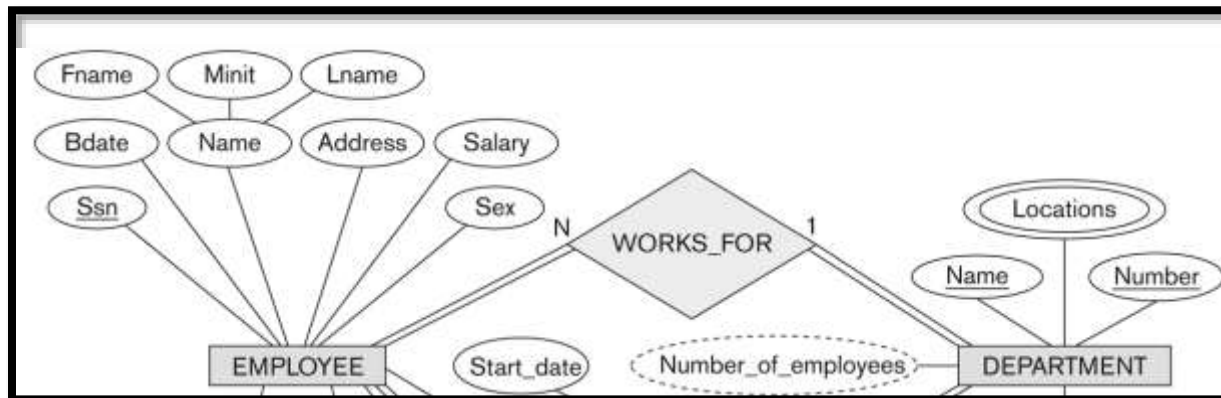 Fname Minit Lname
Bdate Name Address Salary
Ssn Sex
N WORKS_FOR 1
Locations
Name Number
EMPLOYEE Start_date Number_of_employees DEPARTMENT